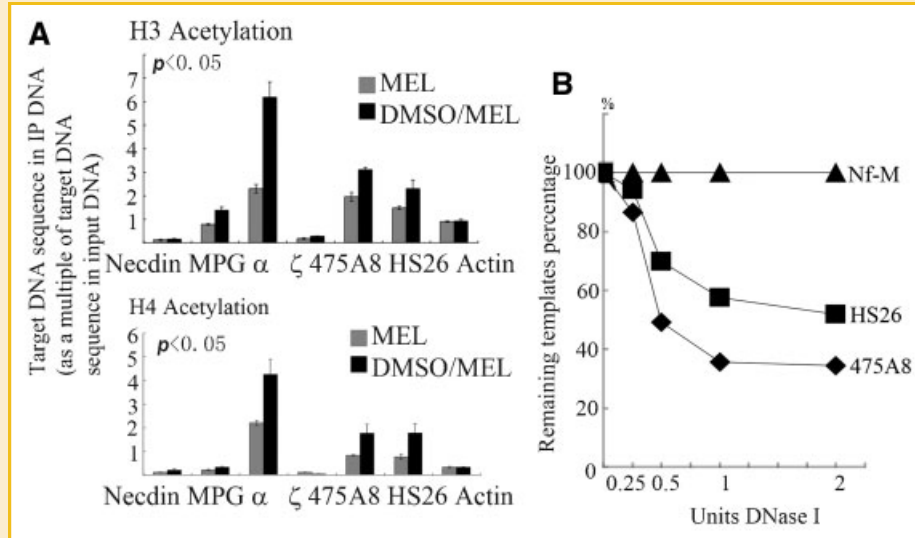 A
H3 Acetylation
p<0.05
MEL
DMSO/MEL
7
6
5
4
3
2
1
Necdin MPG α ζ 475A8 HS26 Actin
Target DNA sequence in IP DNA
(as a multiple of target DNA
sequence in input DNA)
H4 Acetylation
p<0.05
MEL
DMSO/MEL
6
5
4
3
2
1
Necdin MPG α ζ 475A8 HS26 Actin
B
%
100
80
60
40
20
0
Remaining templates percentage
Nf-M
HS26
475A8
0.25 0.5 1 2
Units DNase I